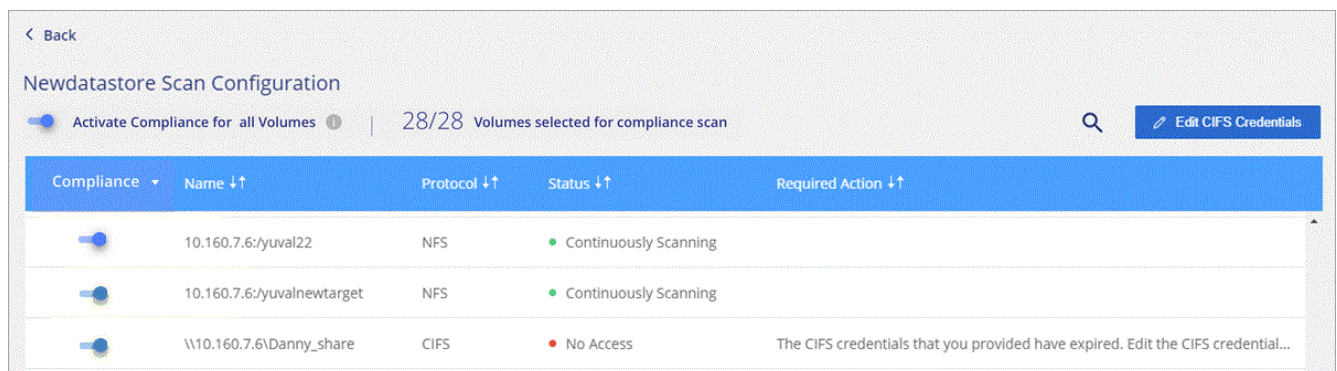 Back
Newdatastore Scan Configuration
Activate Compliance for all Volumes | 28/28 Volumes selected for compliance scan Edit CIFS Credentials
Compliance Name Protocol Status Required Action
10.160.7.6:/yuval22 NFS Continuously Scanning
10.160.7.6:/yuvalnewtarget NFS Continuously Scanning
\\10.160.7.6\Danny_share CIFS No Access The CIFS credentials that you provided have expired. Edit the CIFS credential...